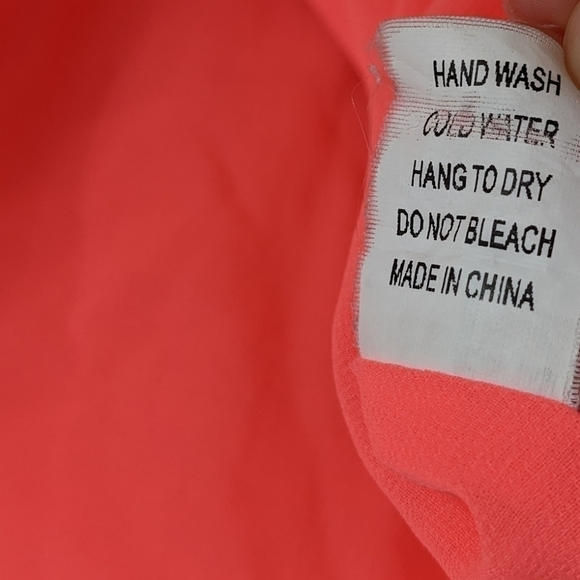 HAND WASH
COLD WATER
HANG TO DRY
DO NOT BLEACH
MADE IN CHINA